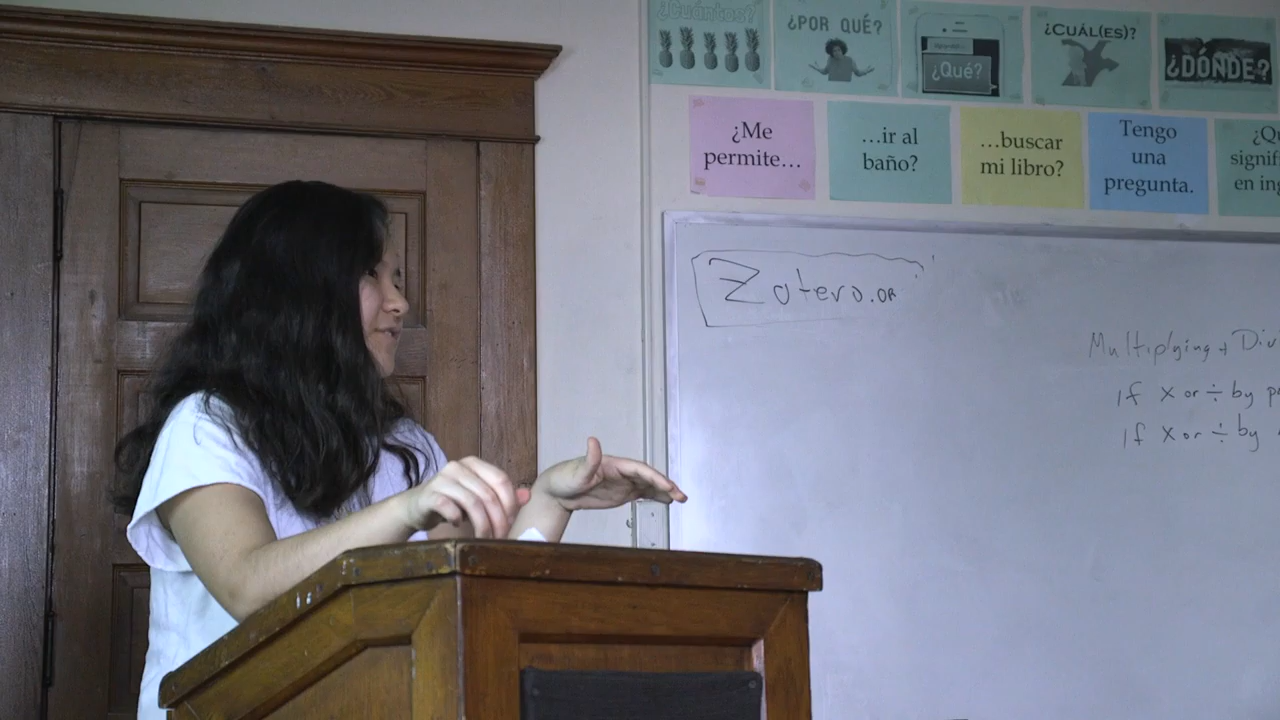 ¿Cuántos?
¿POR QUÉ?
¿Qué?
¿CUÁL(ES)?
¿DÓNDE?
¿Me
permite...
...ir al
baño?
...buscar
mi libro?
Tengo
una
pregunta.
en
Zotero.or
Multiplying + Div
If x or ÷ by
If x or ÷ by